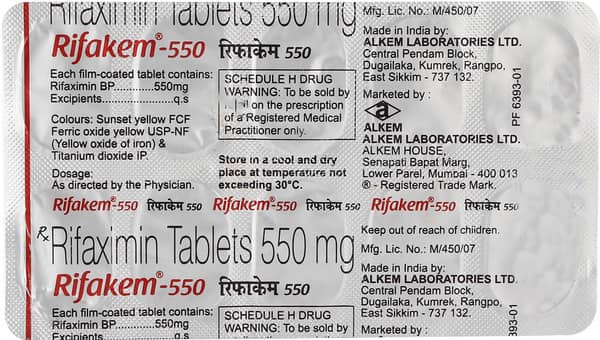 Rifaximin Tablets 550 mg
Rifakem®-550 रिफाकेम 550
Each film-coated tablet contains:
Rifaximin BP............550mg
Excipients....................q.s
Colours: Sunset yellow FCF
Ferric oxide yellow USP-NF
(Yellow oxide of iron) &
Titanium dioxide IP.
Dosage:
As directed by the Physician.
SCHEDULE H DRUG
WARNING: To be sold by
on the prescription
of a Registered Medical
Practitioner only.
Store in a cool and dry
place at temperature not
exceeding 30°C.
Mfg. Lic. No.: M/450/07
Made in India by:
ALKEM LABORATORIES LTD.
Central Pendam Block,
Dugailaka, Kumrek, Rangpo,
East Sikkim - 737 132.
Marketed by :
ALKEM
ALKEM LABORATORIES LTD.
ALKEM HOUSE,
Senapati Bapat Marg,
Lower Parel, Mumbai - 400 013
® - Registered Trade Mark.
PF 6393-01
Rifakem®-550 रिफाकेम 550 Rifakem®-550 रिफाकेम 550 Rifakem®-550 रिफाकेम 550
Rx Rifaximin Tablets 550 mg
Rifakem®-550 रिफाकेम 550
Each film-coated tablet contains:
Rifaximin BP............550mg
Excipients....................q.s
SCHEDULE H DRUG
WARNING: To be sold by
Keep out of reach of children.
Mfg. Lic. No.: M/450/07
Made in India by:
ALKEM LABORATORIES LTD.
Central Pendam Block,
Dugailaka, Kumrek, Rangpo,
East Sikkim - 737 132.
Marketed by :
393-01